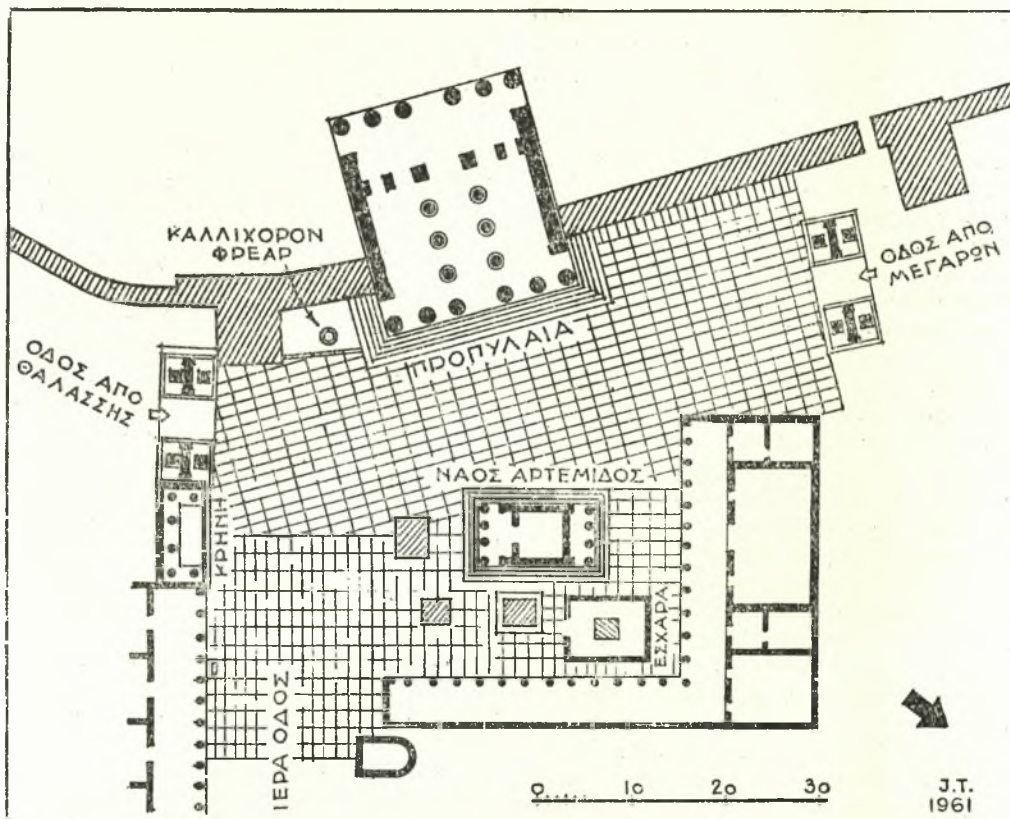 ΚΑΛΛΙΧΟΡΟΝ
ΦΡΕΑΡ
ΟΔΟΣ ΑΠΟ
ΜΕΓΑΡΩΝ
ΠΡΟΠΥΛΑΙΑ
ΟΔΟΣ ΑΠΟ
ΘΑΛΑΣΣΗΣ
ΝΑΟΣ ΑΡΤΕΜΙΔΟΣ
ΚΡΗΝΗ
ΕΣΧΑΡΑ
ΙΕΡΑ ΟΔΟΣ
0 10 20 30
J.T.
1961